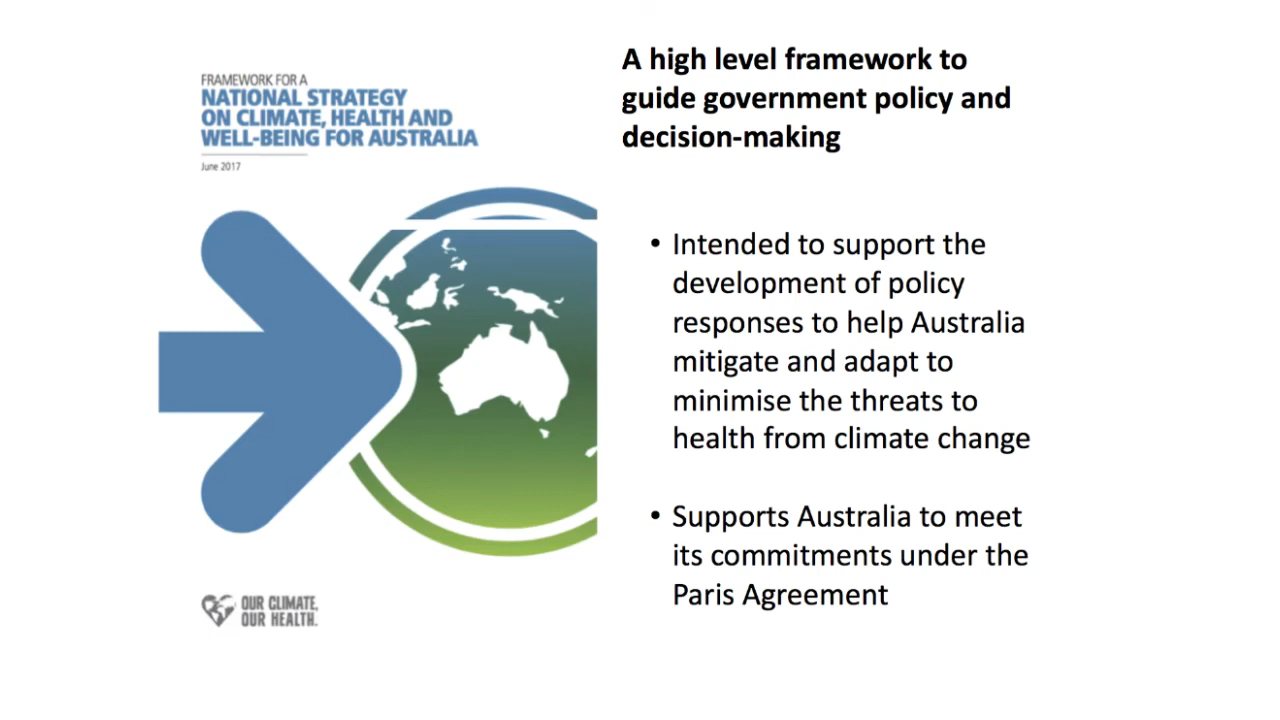 FRAMEWORK FOR A
NATIONAL STRATEGY
ON CLIMATE, HEALTH AND
WELL-BEING FOR AUSTRALIA
June 2017
OUR CLIMATE,
OUR HEALTH.
A high level framework to
guide government policy and
decision-making
• Intended to support the
development of policy
responses to help Australia
mitigate and adapt to
minimise the threats to
health from climate change
• Supports Australia to meet
its commitments under the
Paris Agreement